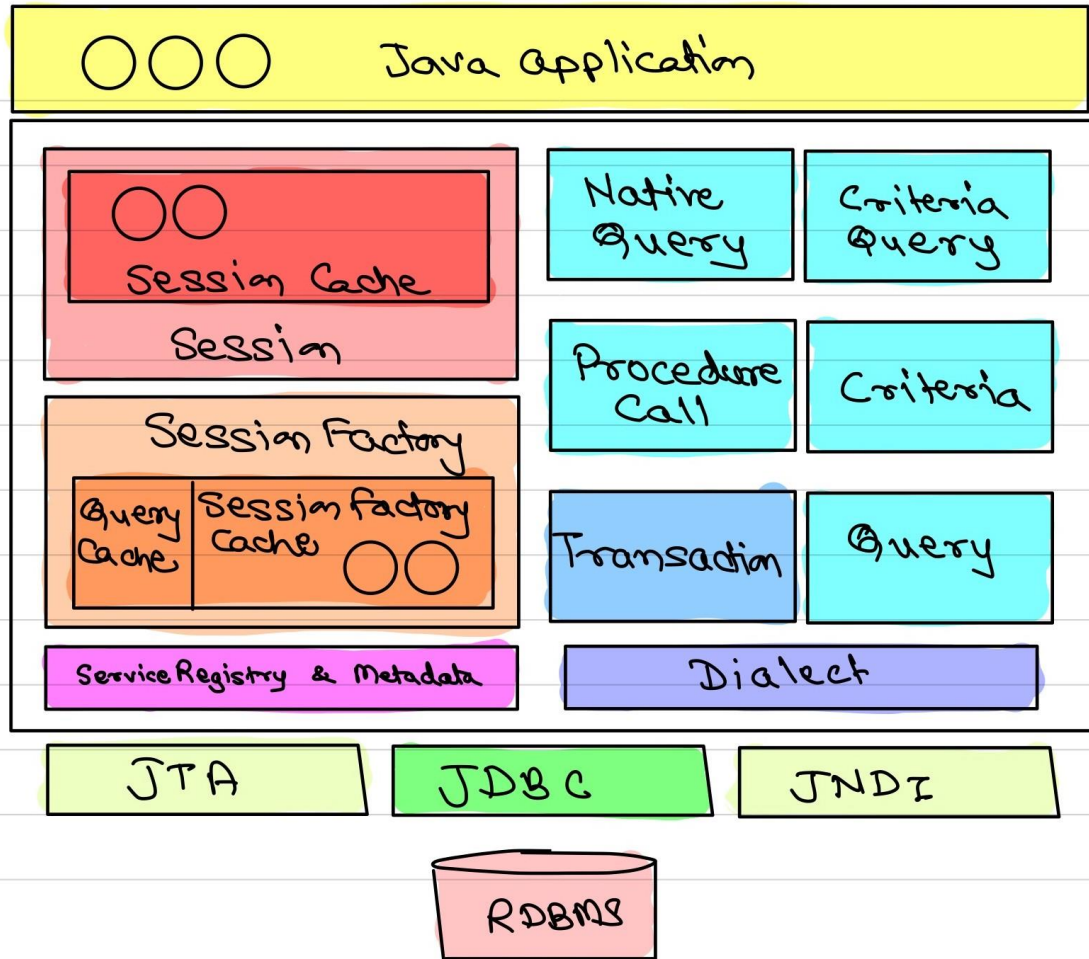 Java application
Session Cache
Session
Native
Query
Criteria
Query
Procedure
Call
Criteria
Session Factory
Query
Cache
Session factory
Cache
Transaction
Query
Service Registry & Metadata
Dialect
JTA
JDBC
JNDI
RDBMS